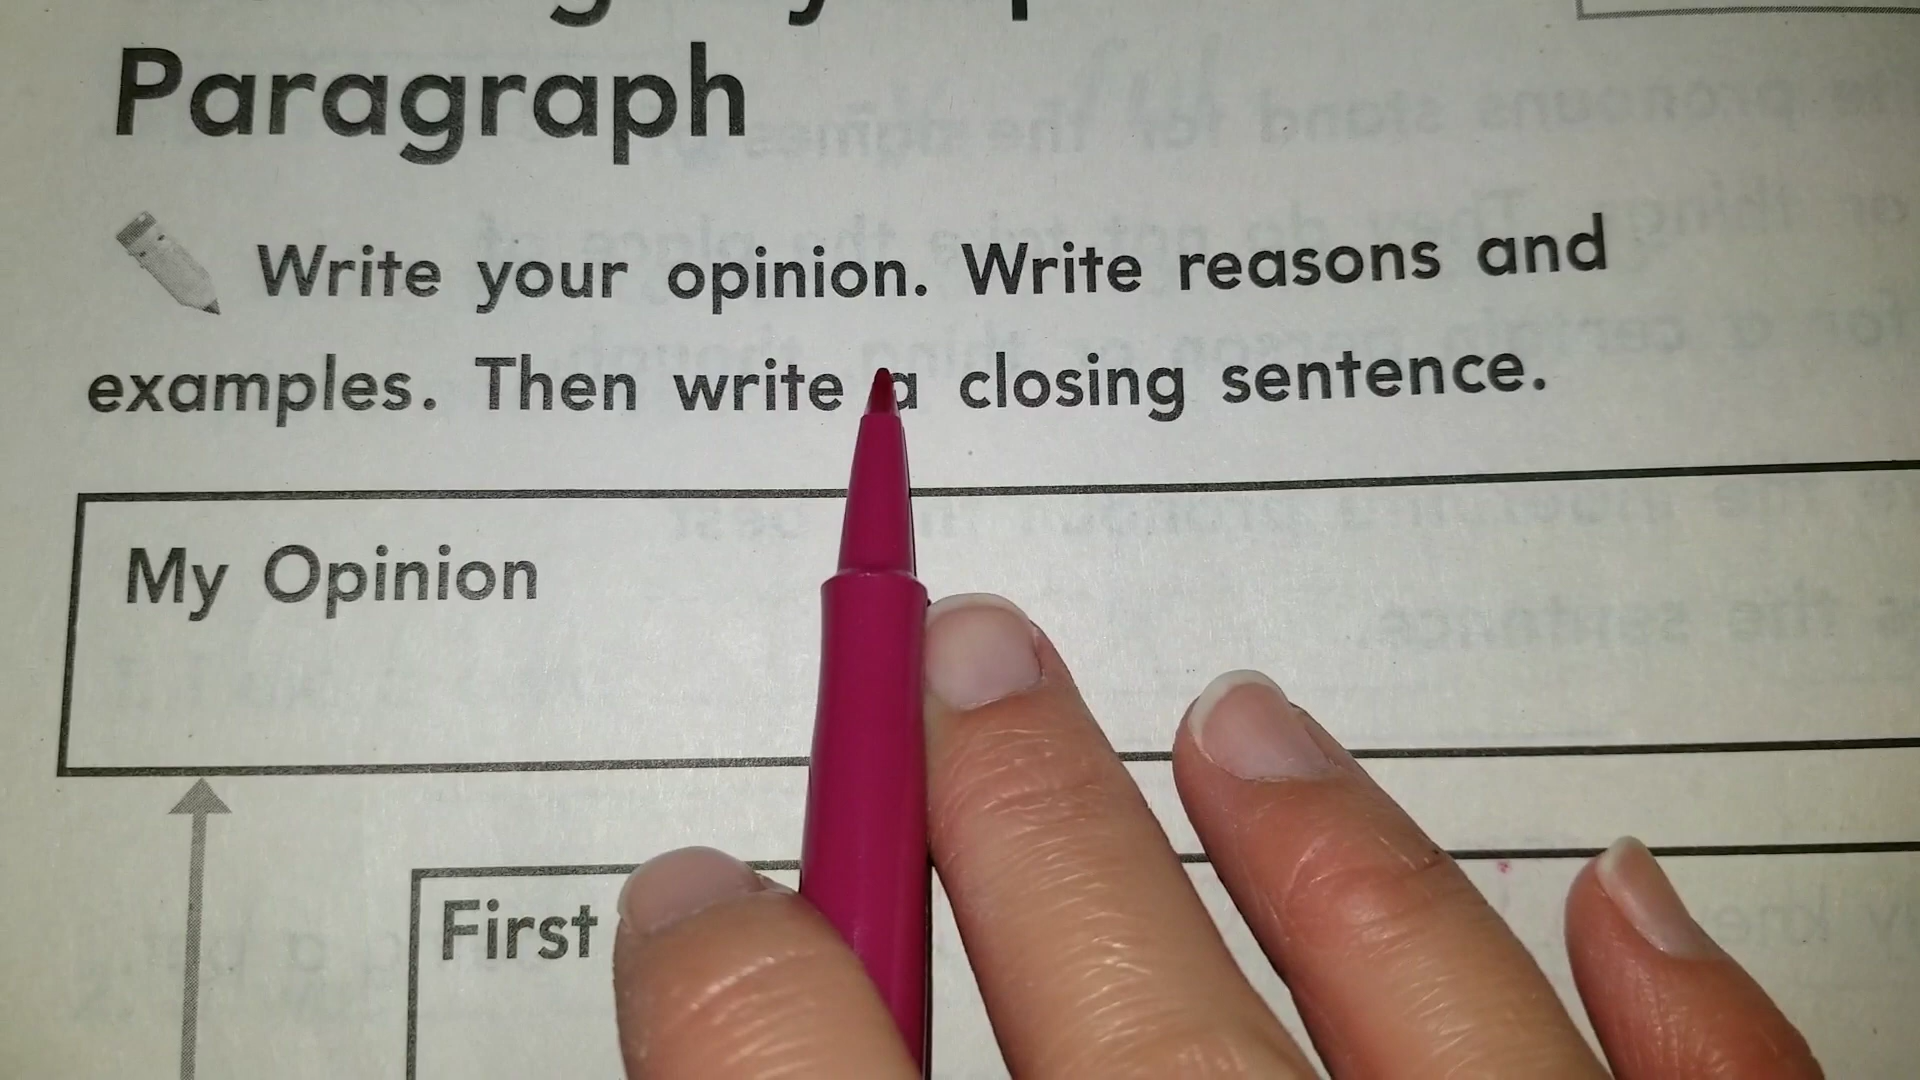 Paragraph
Write your opinion. Write reasons and
examples. Then write a closing sentence.
My Opinion
First